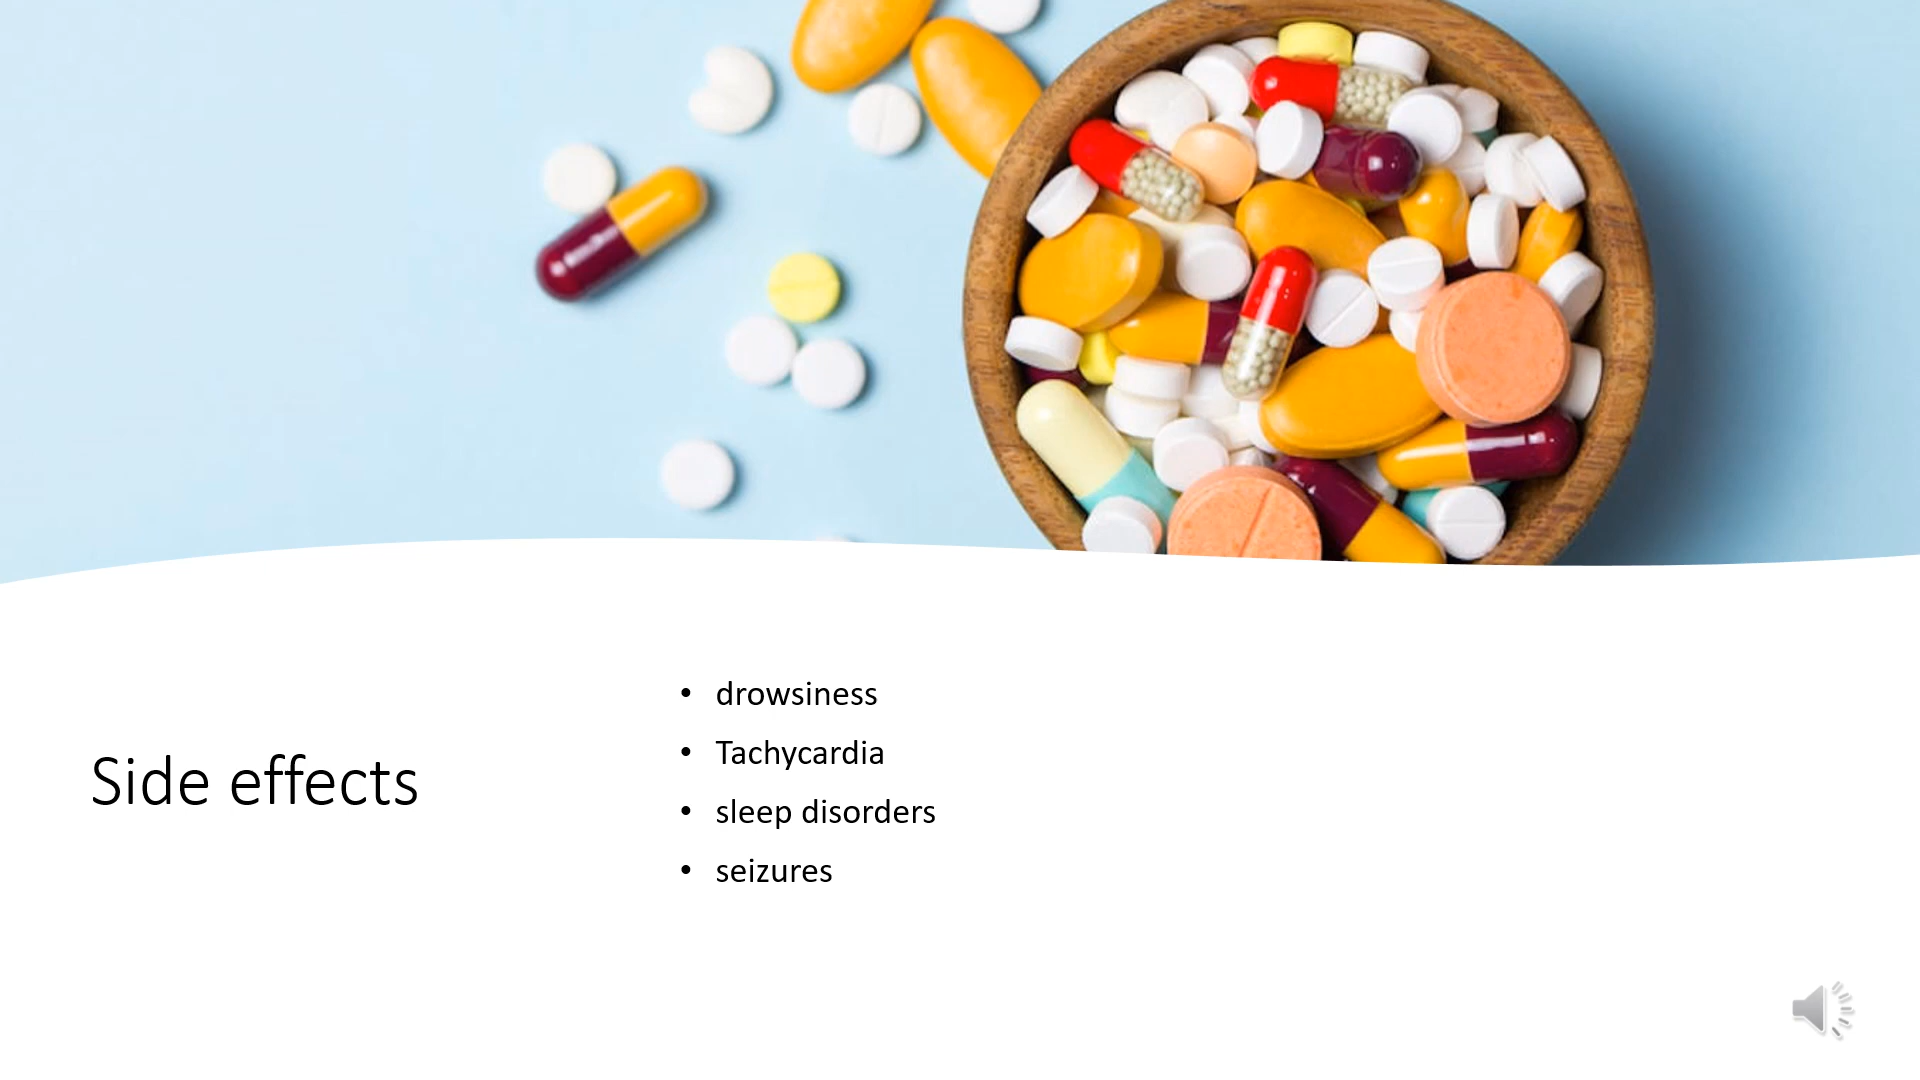 Side effects
• drowsiness
• Tachycardia
• sleep disorders
• seizures